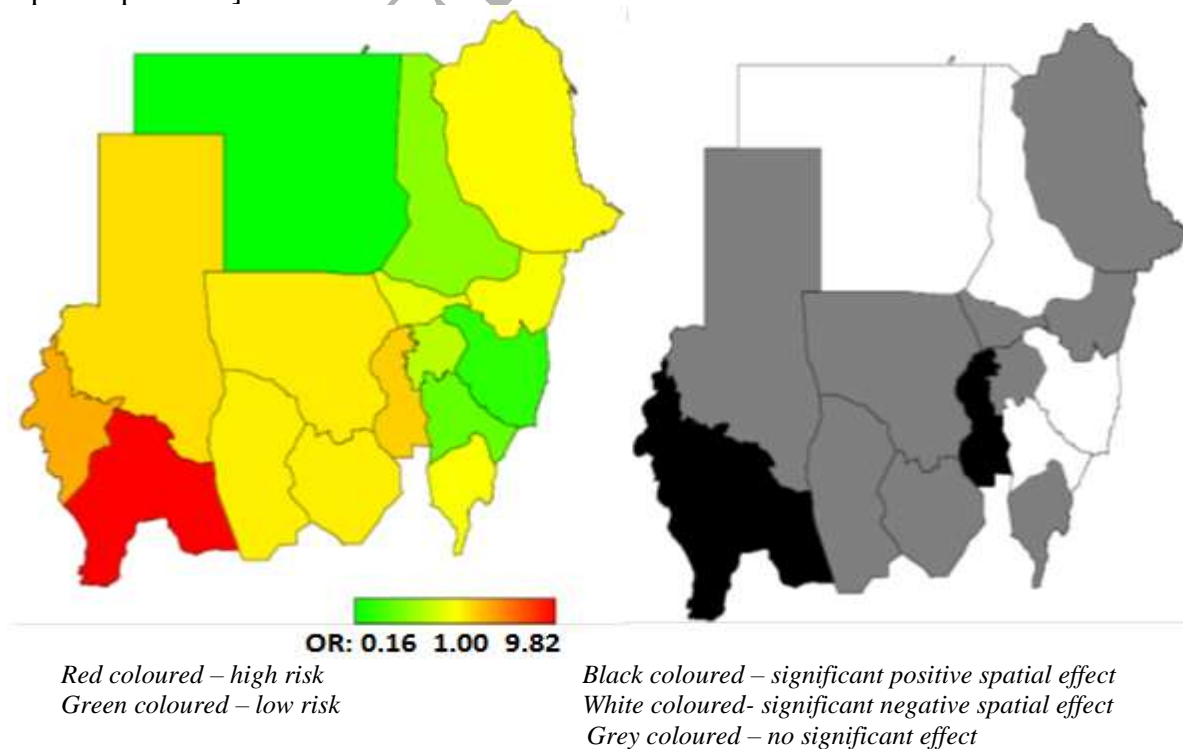 OR: 0.16 1.00 9.82
Red coloured – high risk
Green coloured – low risk
Black coloured – significant positive spatial effect
White coloured- significant negative spatial effect
Grey coloured – no significant effect